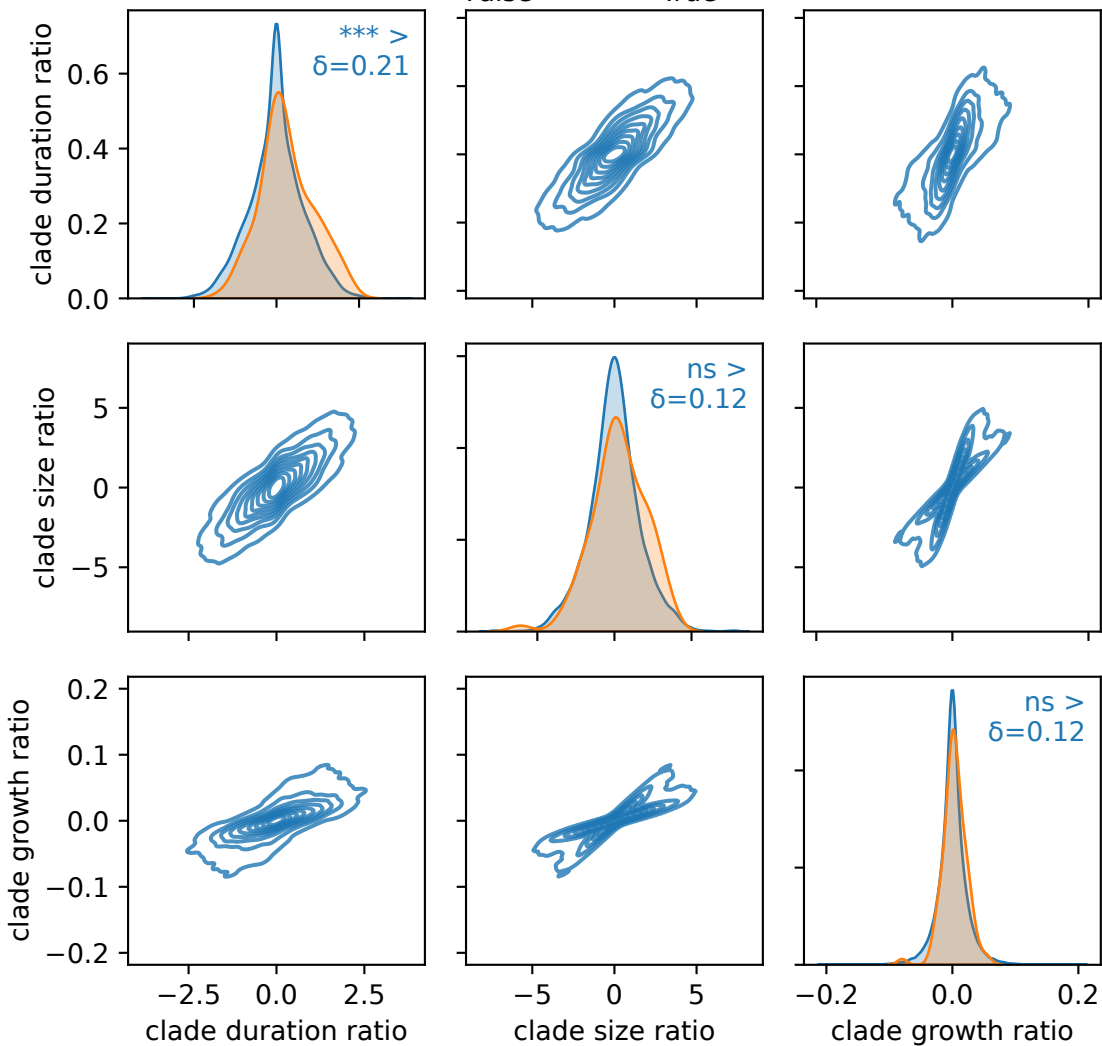 clade duration ratio
0.6
0.4
0.2
0.0
*** >
δ=0.21
clade size ratio
5
0
−5
ns >
δ=0.12
clade growth ratio
0.2
0.1
0.0
−0.1
−0.2
ns >
δ=0.12
−2.5 0.0 2.5
−5 0 5
−0.2 0.0 0.2
clade duration ratio
clade size ratio
clade growth ratio